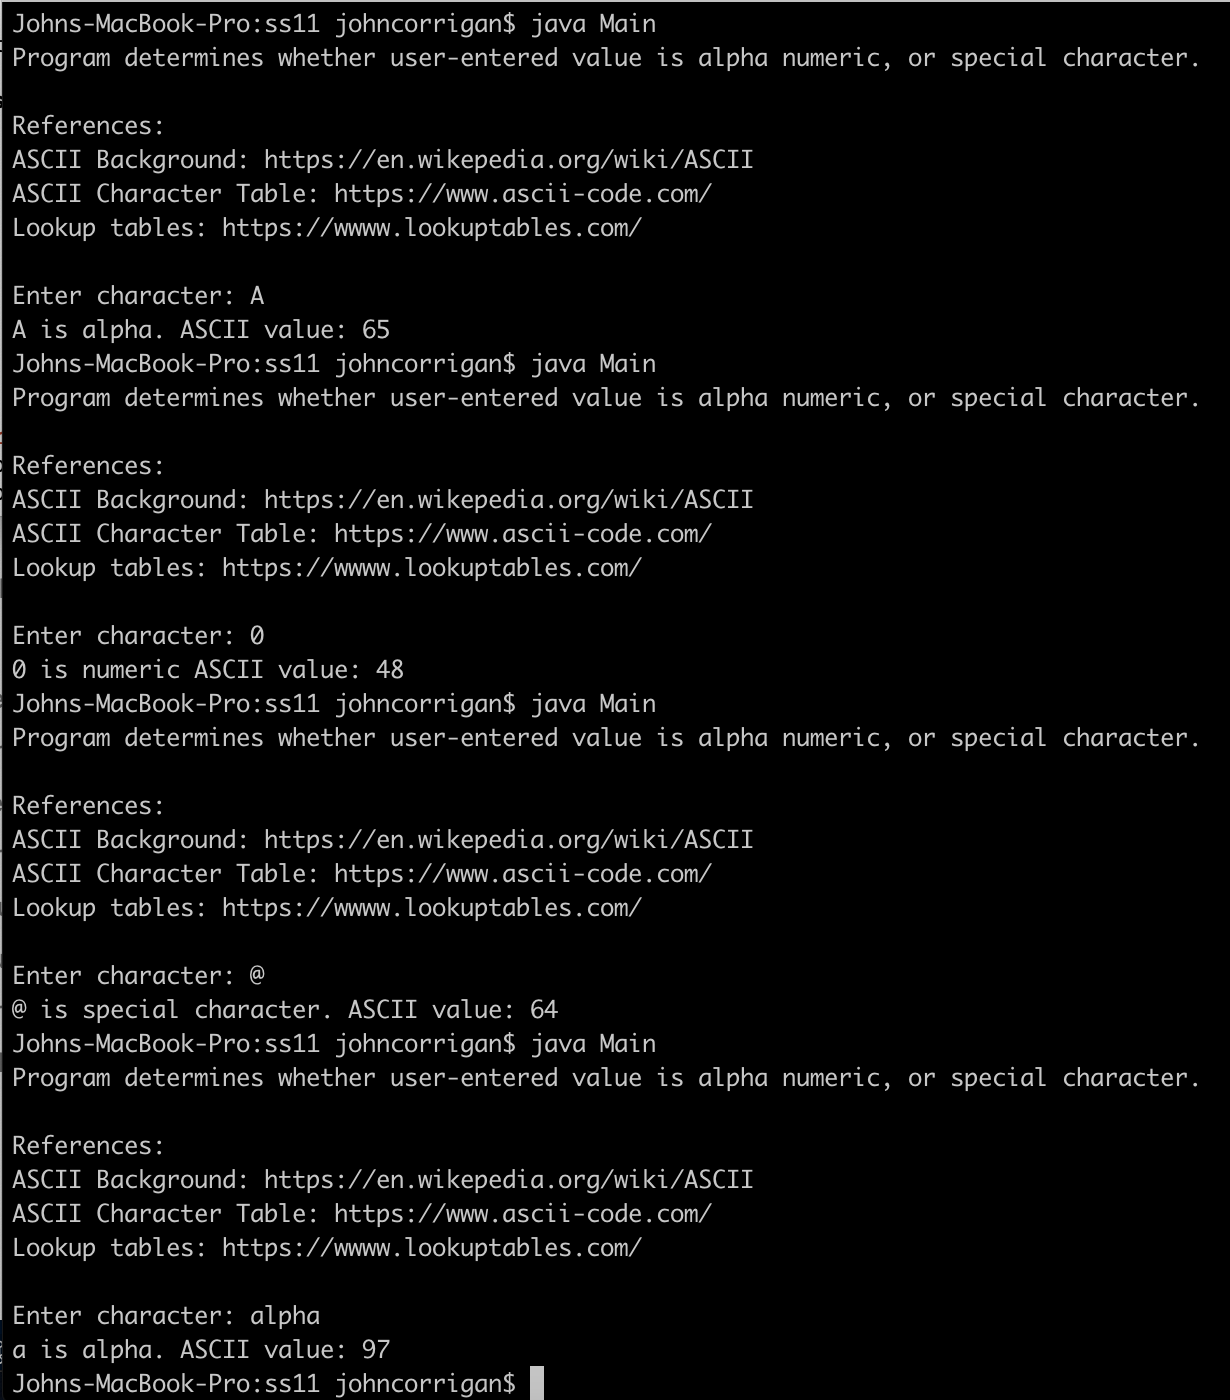 Johns-MacBook-Pro:ss11 johncorrigan$ java Main
Program determines whether user-entered value is alpha numeric, or special character.
References:
ASCII Background: https://en.wikepedia.org/wiki/ASCII
ASCII Character Table: https://www.ascii-code.com/
Lookup tables: https://wwww.lookuptables.com/
Enter character: A
A is alpha. ASCII value: 65
Johns-MacBook-Pro:ss11 johncorrigan$ java Main
Program determines whether user-entered value is alpha numeric, or special character.
References:
ASCII Background: https://en.wikepedia.org/wiki/ASCII
ASCII Character Table: https://www.ascii-code.com/
Lookup tables: https://wwww.lookuptables.com/
Enter character: 0
0 is numeric ASCII value: 48
Johns-MacBook-Pro:ss11 johncorrigan$ java Main
Program determines whether user-entered value is alpha numeric, or special character.
References:
ASCII Background: https://en.wikepedia.org/wiki/ASCII
ASCII Character Table: https://www.ascii-code.com/
Lookup tables: https://wwww.lookuptables.com/
Enter character: @
@ is special character. ASCII value: 64
Johns-MacBook-Pro:ss11 johncorrigan$ java Main
Program determines whether user-entered value is alpha numeric, or special character.
References:
ASCII Background: https://en.wikepedia.org/wiki/ASCII
ASCII Character Table: https://www.ascii-code.com/
Lookup tables: https://wwww.lookuptables.com/
Enter character: alpha
a is alpha. ASCII value: 97
Johns-MacBook-Pro:ss11 johncorrigan$